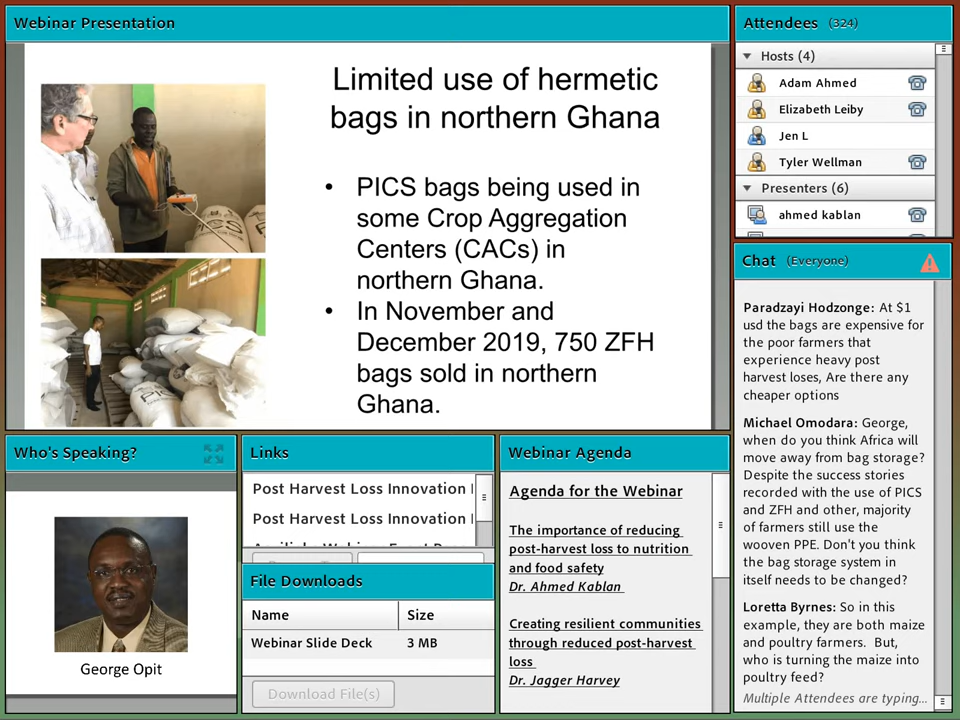 Webinar Presentation
Limited use of hermetic
bags in northern Ghana
• PICS bags being used in
some Crop Aggregation
Centers (CACs) in
northern Ghana.
• In November and
December 2019, 750 ZFH
bags sold in northern
Ghana.
PICS
PICS
Attendees (324)
Hosts (4)
Adam Ahmed
Elizabeth Leiby
Jen L
Tyler Wellman
Presenters (6)
ahmed kablan
Chat (Everyone)
Paradzayi Hodzonge: At $1
usd the bags are expensive for
the poor farmers that
experience heavy post
harvest loses, Are there any
cheaper options
Michael Omodara: George,
when do you think Africa will
move away from bag storage?
Despite the success stories
recorded with the use of PICS
and ZFH and other, majority
of farmers still use the
wooven PPE. Don't you think
the bag storage system in
itself needs to be changed?
Loretta Byrnes: So in this
example, they are both maize
and poultry farmers. But,
who is turning the maize into
poultry feed?
Multiple Attendees are typing...
Who's Speaking?
George Opit
Links
Post Harvest Loss Innovation
Post Harvest Loss Innovation
File Downloads
Name Size
Webinar Slide Deck 3 MB
Download File(s)
Webinar Agenda
Agenda for the Webinar
The importance of reducing
post-harvest loss to nutrition
and food safety
Dr. Ahmed Kablan
Creating resilient communities
through reduced post-harvest
loss
Dr. Jagger Harvey